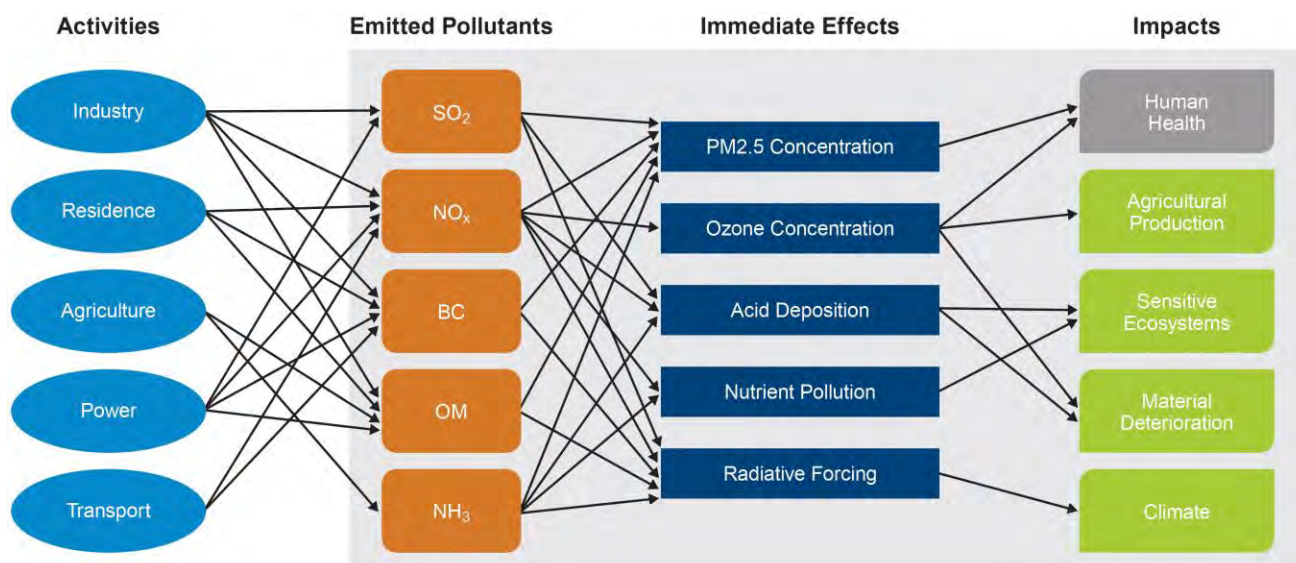 Activities
Emitted Pollutants
Immediate Effects
Impacts
Industry
Residence
Agriculture
Power
Transport
SO₂
NOₓ
BC
OM
NH₃
PM2.5 Concentration
Ozone Concentration
Acid Deposition
Nutrient Pollution
Radiative Forcing
Human
Health
Agricultural
Production
Sensitive
Ecosystems
Material
Deterioration
Climate